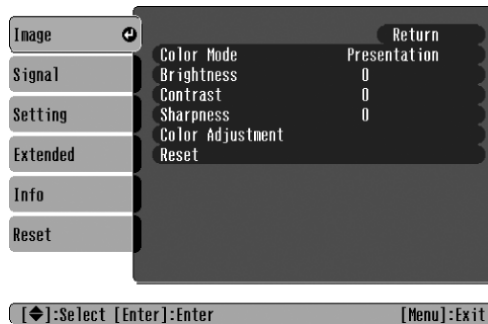 Image
Signal
Setting
Extended
Info
Reset
Return
Color Mode Presentation
Brightness 0
Contrast 0
Sharpness 0
Color Adjustment
Reset
[◆]:Select [Enter]:Enter [Menu]:Exit